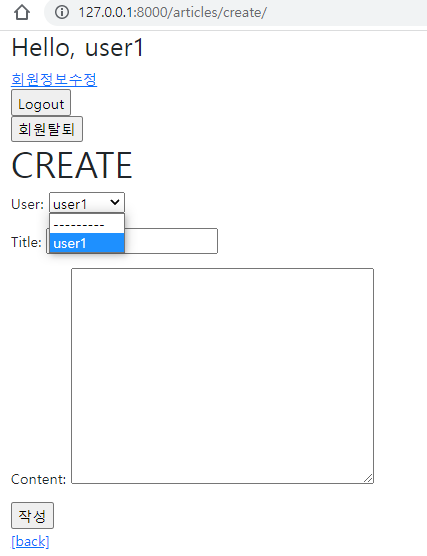 127.0.0.1:8000/articles/create/
Hello, user1
회원정보수정
Logout
회원탈퇴
CREATE
User: user1
---------
user1
Title:
Content:
작성
[back]